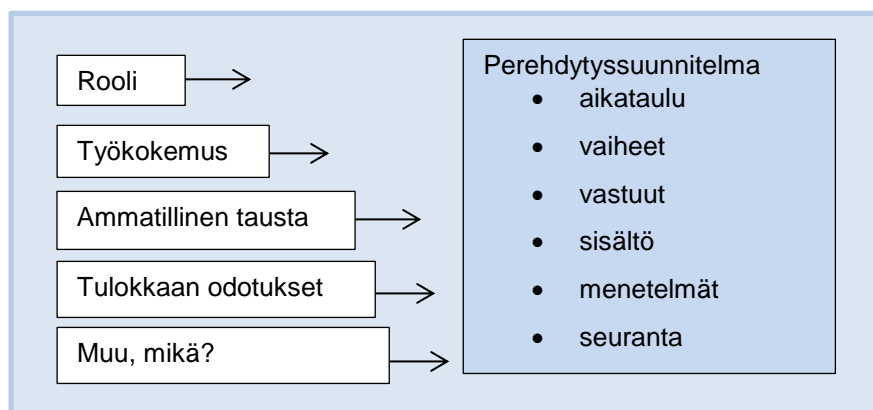 Rooli
Työkokemus
Ammatillinen tausta
Tulokkaan odotukset
Muu, mikä?
Perehdytyssuunnitelma
• aikataulu
• vaiheet
• vastuut
• sisältö
• menetelmät
• seuranta